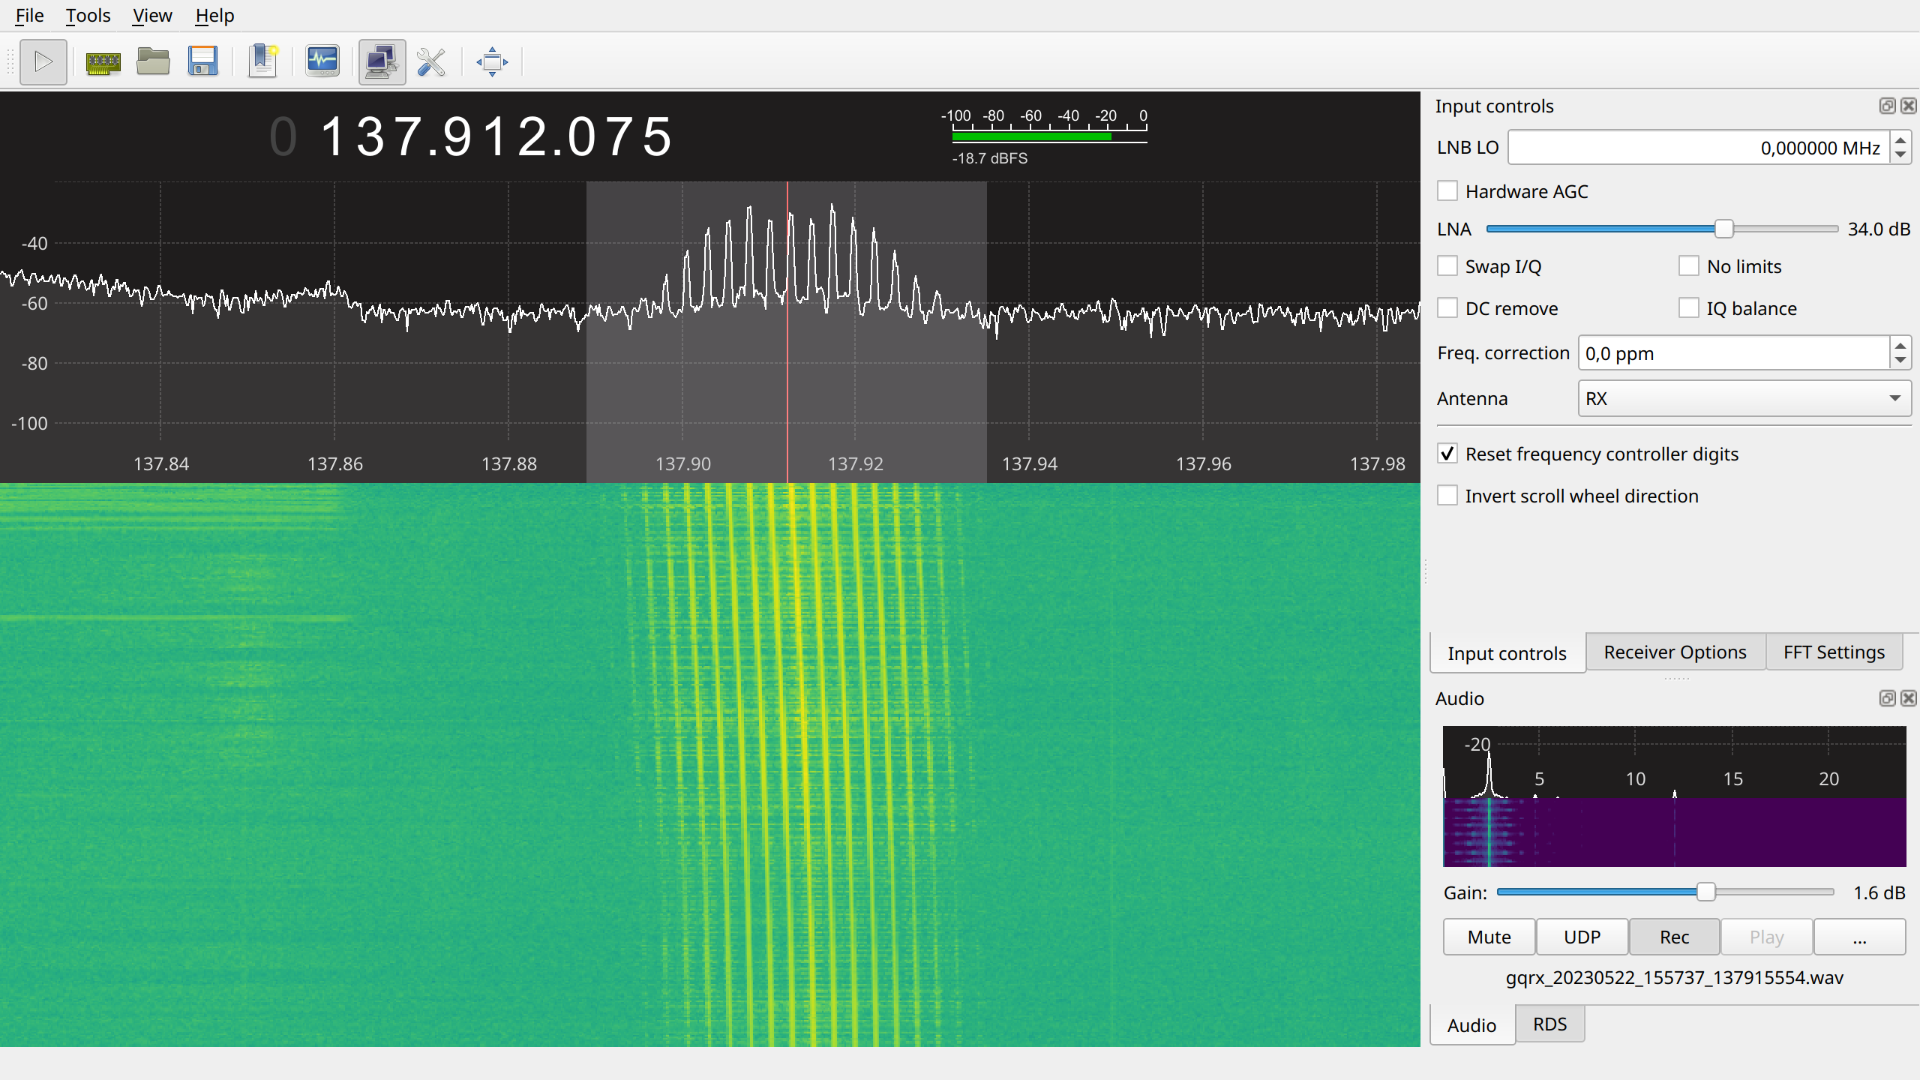 File Tools View Help
0 137.912.075
-100 -80 -60 -40 -20 0
-18.7 dBFS
-40
-60
-80
-100
137.84 137.86 137.88 137.90 137.92 137.94 137.96 137.98
Input controls
LNB LO 0,000000 MHz
Hardware AGC
LNA 34.0 dB
Swap I/Q No limits
DC remove IQ balance
Freq. correction 0,0 ppm
Antenna RX
Reset frequency controller digits
Invert scroll wheel direction
Input controls Receiver Options FFT Settings
Audio
-20
5 10 15 20
Gain: 1.6 dB
Mute UDP Rec Play ...
gqrx_20230522_155737_137915554.wav
Audio RDS